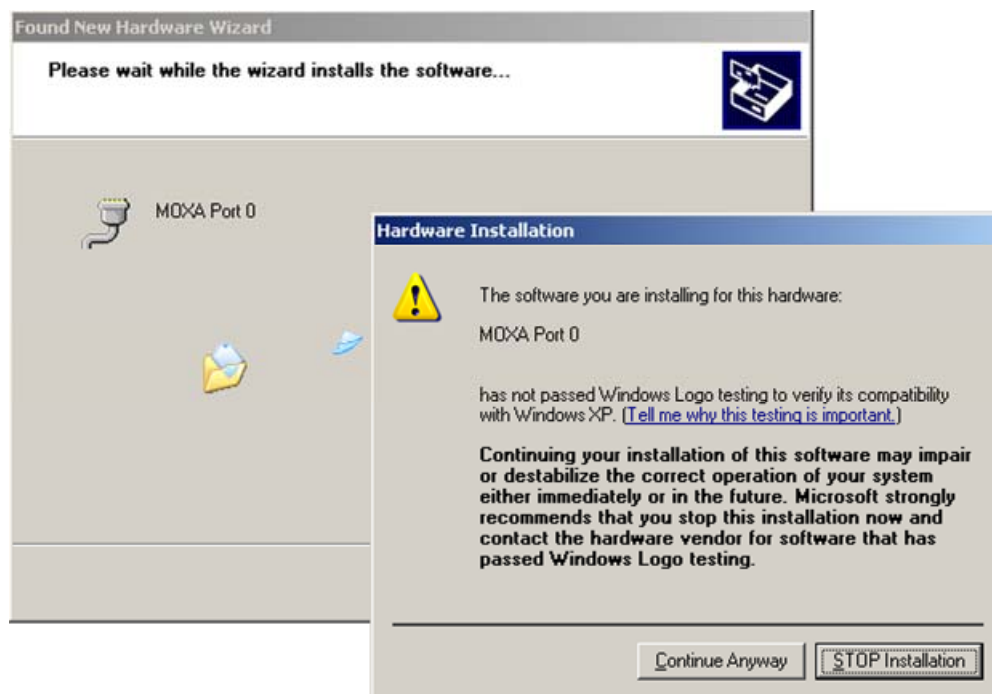 Found New Hardware Wizard
Please wait while the wizard installs the software...
MOXA Port 0
Hardware Installation
The software you are installing for this hardware:
MOXA Port 0
has not passed Windows Logo testing to verify its compatibility
with Windows XP. (Tell me why this testing is important.)
Continuing your installation of this software may impair
or destabilize the correct operation of your system
either immediately or in the future. Microsoft strongly
recommends that you stop this installation now and
contact the hardware vendor for software that has
passed Windows Logo testing.
Continue Anyway
STOP Installation